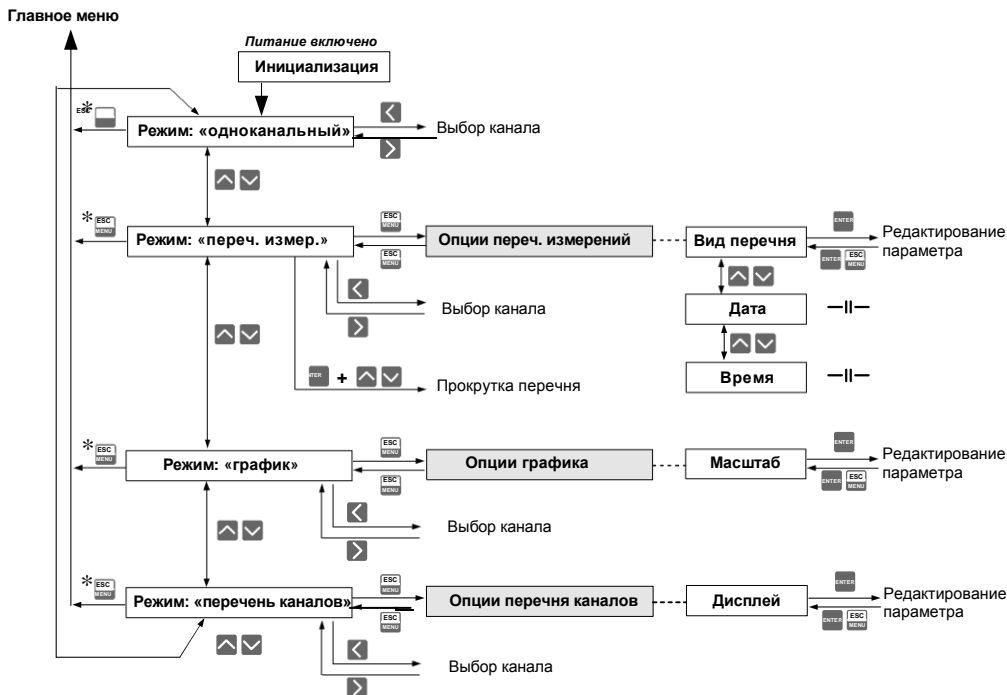 Главное меню
Питание включено
Инициализация
* ESC
Режим: «одноканальный»
Выбор канала
* ESC MENU
Режим: «переч. измер.»
ESC MENU
ESC MENU
Опции переч. измерений
Вид перечня
ENTER
ENTER ESC MENU
Редактирование
параметра
Выбор канала
Дата
—II—
Время
—II—
+
Прокрутка перечня
* ESC MENU
Режим: «график»
ESC MENU
ESC MENU
Опции графика
Масштаб
ENTER
ENTER ESC MENU
Редактирование
параметра
Выбор канала
* ESC MENU
Режим: «перечень каналов»
ESC MENU
ESC MENU
Опции перечня каналов
Дисплей
ENTER
ENTER ESC MENU
Редактирование
параметра
Выбор канала